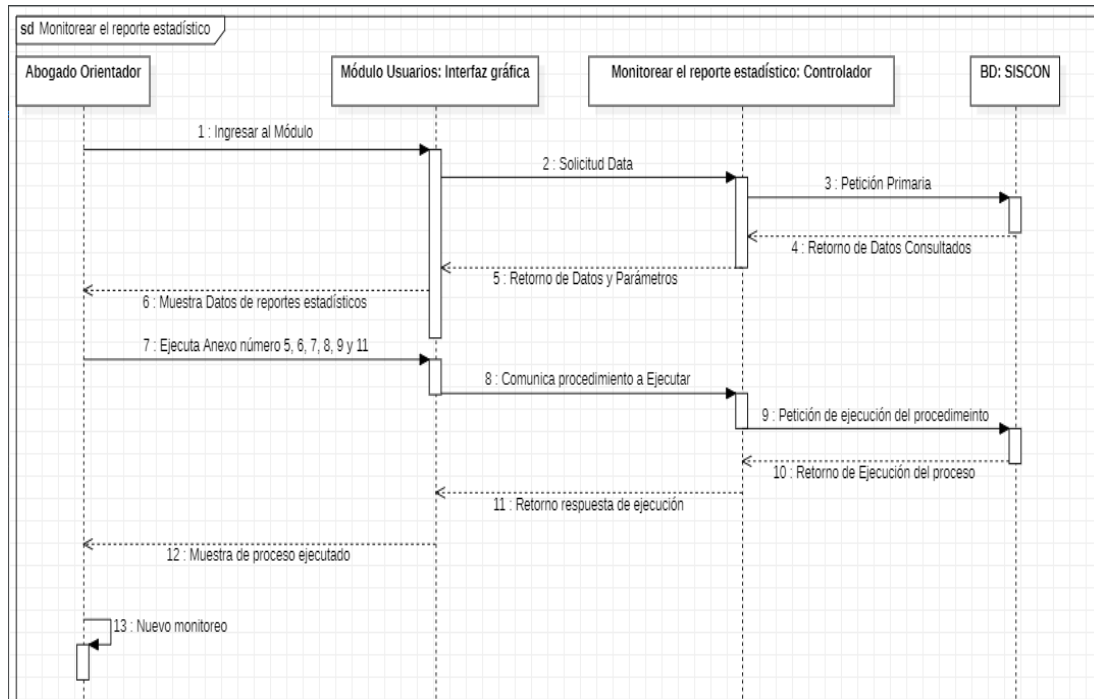 sd Monitorear el reporte estadístico
Abogado Orientador
Módulo Usuarios: Interfaz gráfica
Monitorear el reporte estadístico: Controlador
BD: SISCON
1 : Ingresar al Módulo
2 : Solicitud Data
3 : Petición Primaria
4 : Retorno de Datos Consultados
5 : Retorno de Datos y Parámetros
6 : Muestra Datos de reportes estadísticos
7 : Ejecuta Anexo número 5, 6, 7, 8, 9 y 11
8 : Comunica procedimiento a Ejecutar
9 : Petición de ejecución del procedimeinto
10 : Retorno de Ejecución del proceso
11 : Retorno respuesta de ejecución
12 : Muestra de proceso ejecutado
13 : Nuevo monitoreo